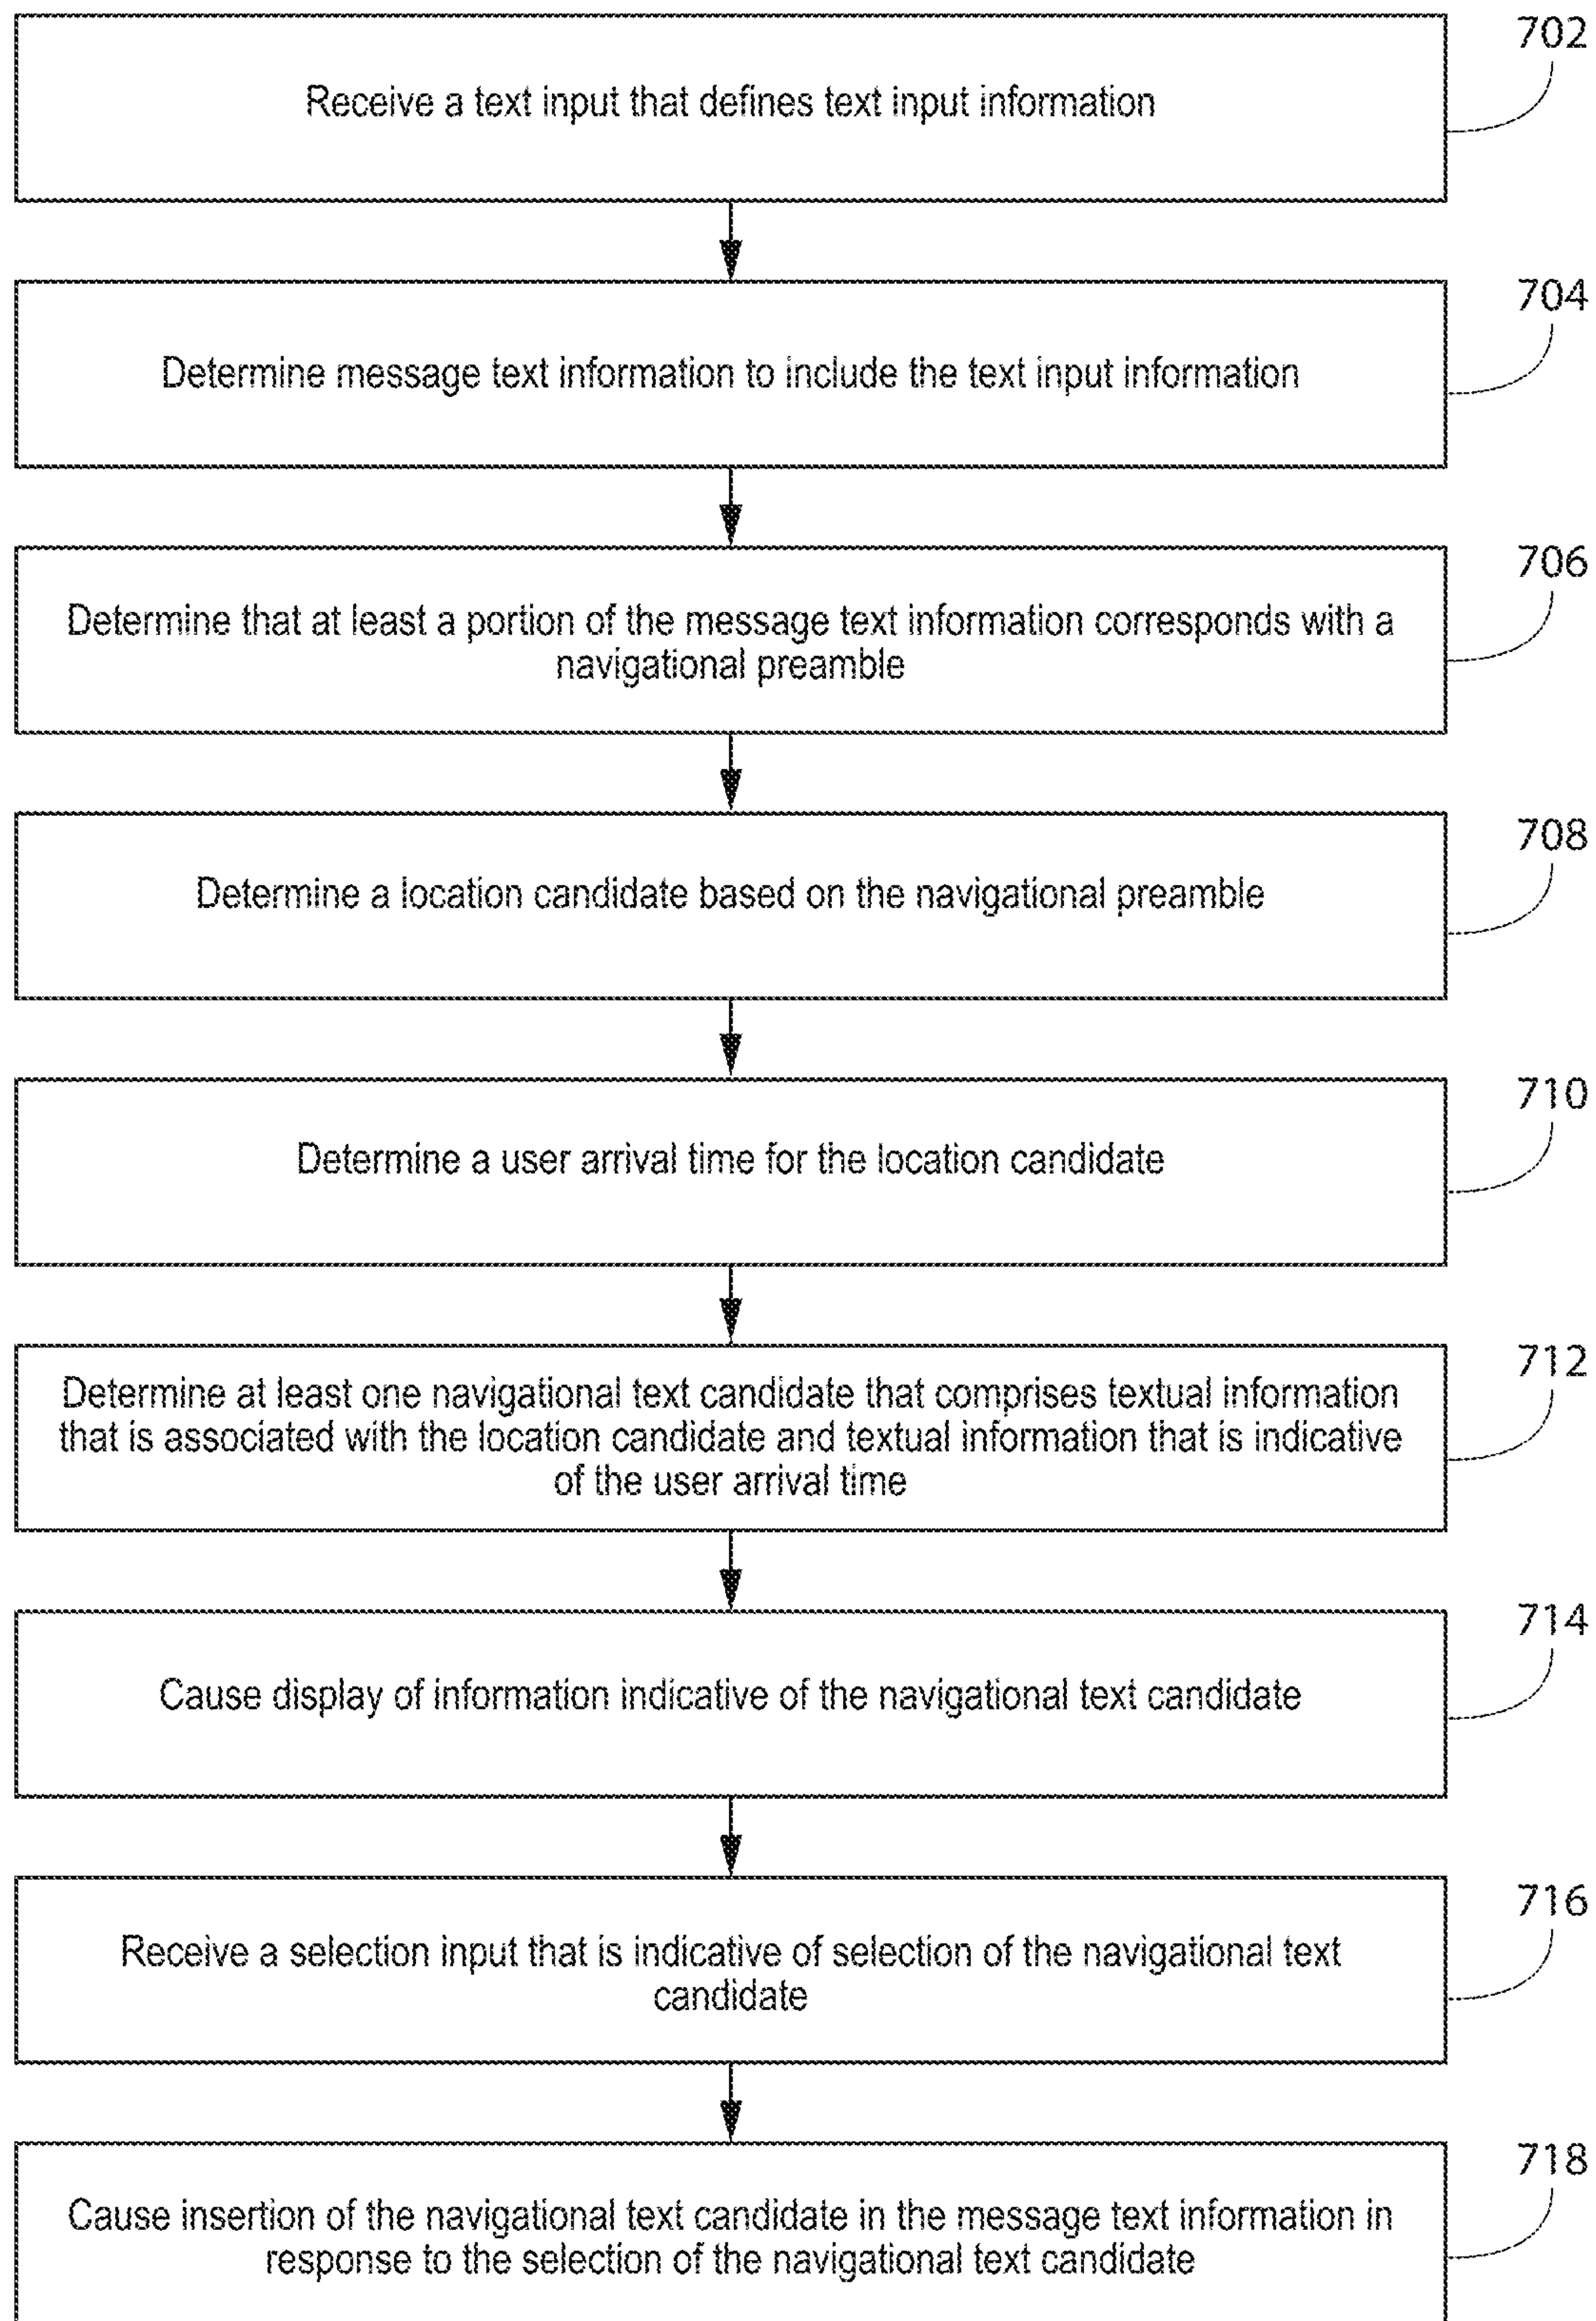 702
Receive a text input that defines text input information
704
Determine message text information to include the text input information
706
Determine that at least a portion of the message text information corresponds with a
navigational preamble
708
Determine a location candidate based on the navigational preamble
710
Determine a user arrival time for the location candidate
712
Determine at least one navigational text candidate that comprises textual information
that is associated with the location candidate and textual information that is indicative
of the user arrival time
714
Cause display of information indicative of the navigational text candidate
716
Receive a selection input that is indicative of selection of the navigational text
candidate
718
Cause insertion of the navigational text candidate in the message text information in
response to the selection of the navigational text candidate